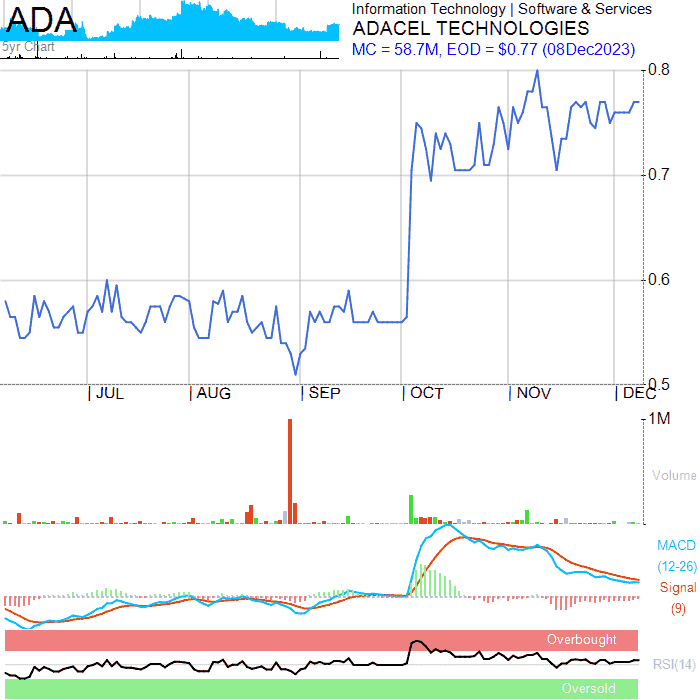 ADA
5yr Chart
Information Technology | Software & Services
ADACEL TECHNOLOGIES
MC = 58.7M, EOD = $0.77 (08Dec2023)
0.8
0.7
0.6
0.5
JUL AUG SEP OCT NOV DEC
1M
Volume
MACD
(12-26)
Signal
(9)
Overbought
RSI(14)
Oversold